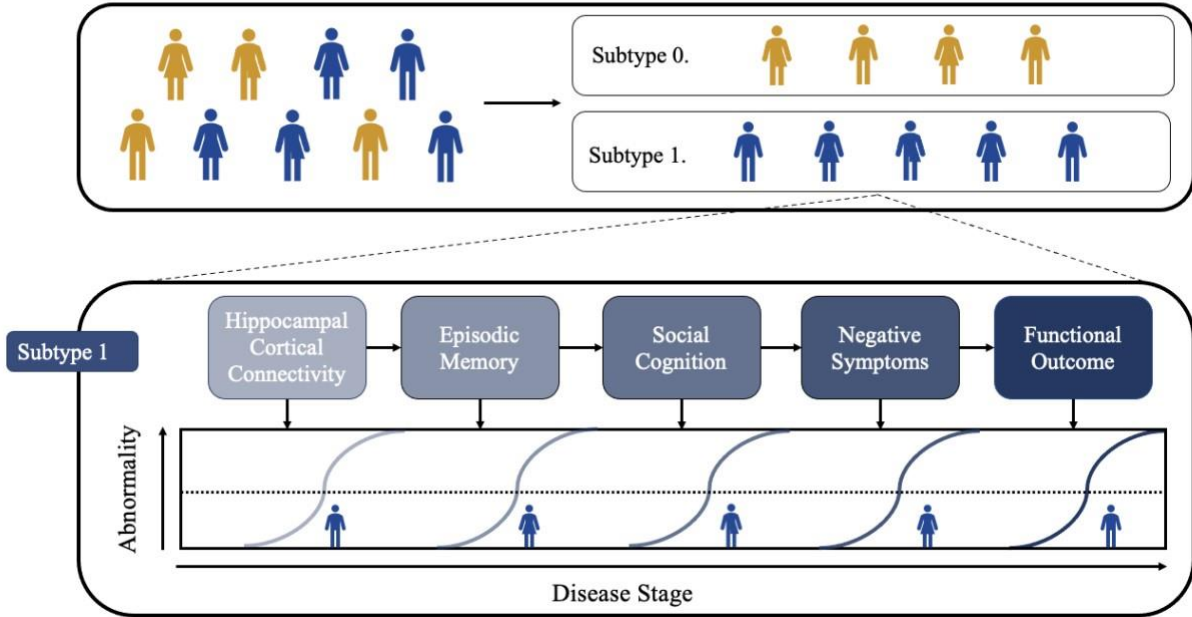 Subtype 0.
Subtype 1.
Subtype 1
Hippocampal
Cortical
Connectivity
Episodic
Memory
Social
Cognition
Negative
Symptoms
Functional
Outcome
Abnormality
Disease Stage